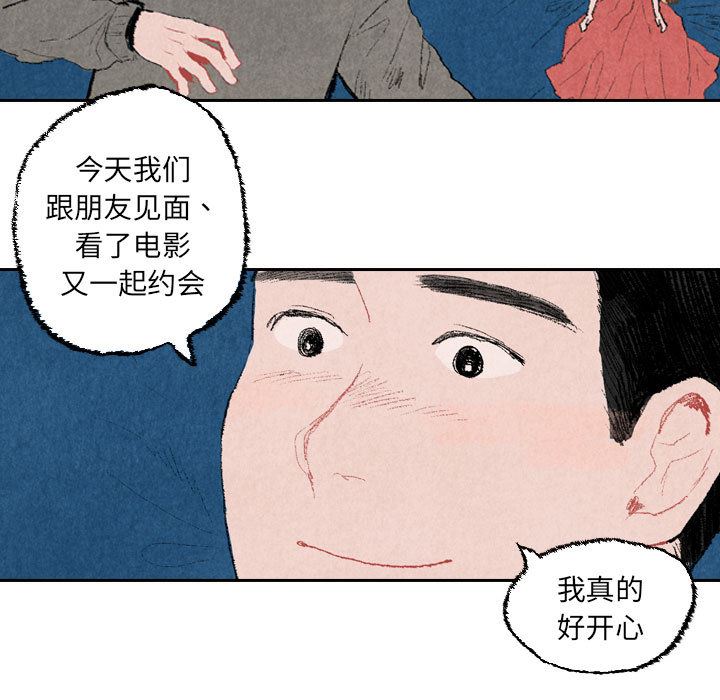 今天我们
跟朋友见面、
看了电影
又一起约会
我真的
好开心